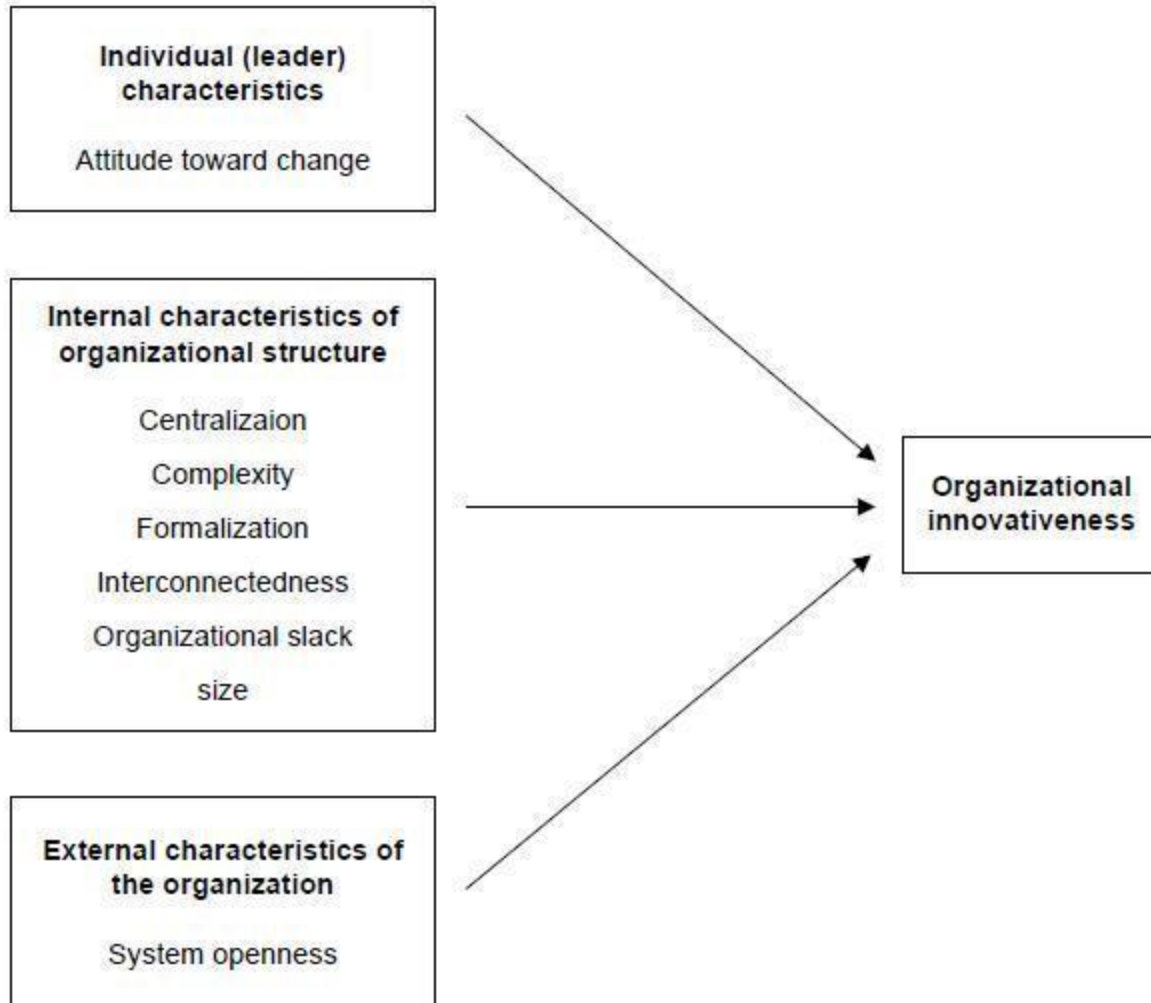 Individual (leader)
characteristics
Attitude toward change
Internal characteristics of
organizational structure
Centralizaion
Complexity
Formalization
Interconnectedness
Organizational slack
size
External characteristics of
the organization
System openness
Organizational
innovativeness